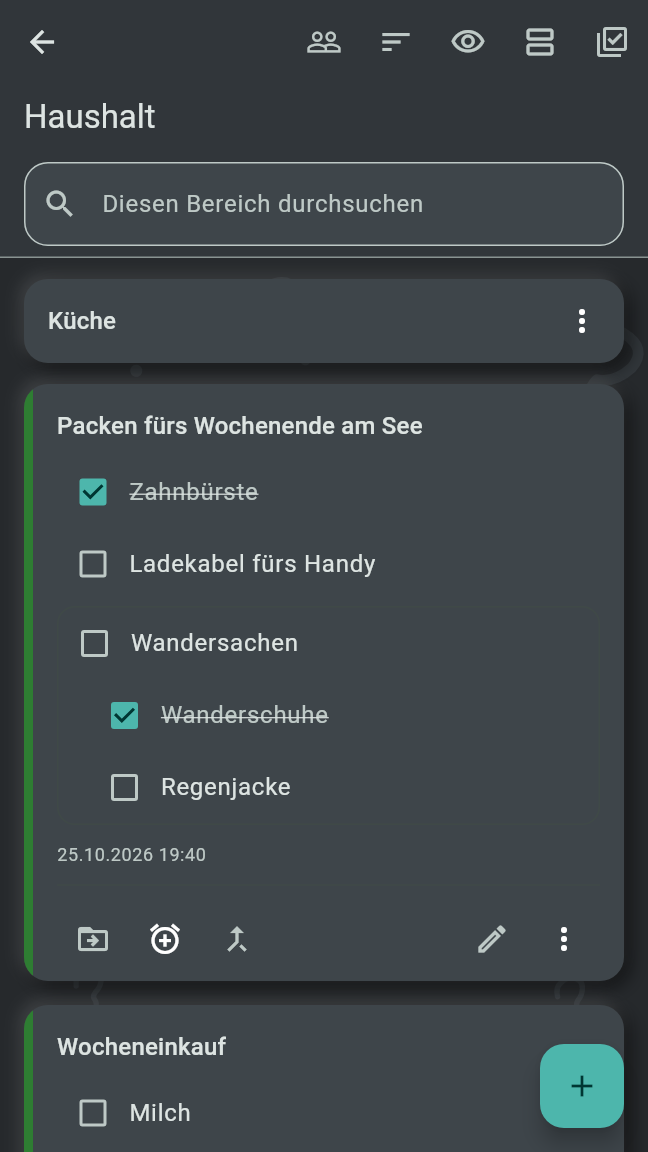 Haushalt
Diesen Bereich durchsuchen
Küche
Packen fürs Wochenende am See
Zahnbürste
Ladekabel fürs Handy
Wandersachen
Wanderschuhe
Regenjacke
25.10.2026 19:40
Wocheneinkauf
Milch